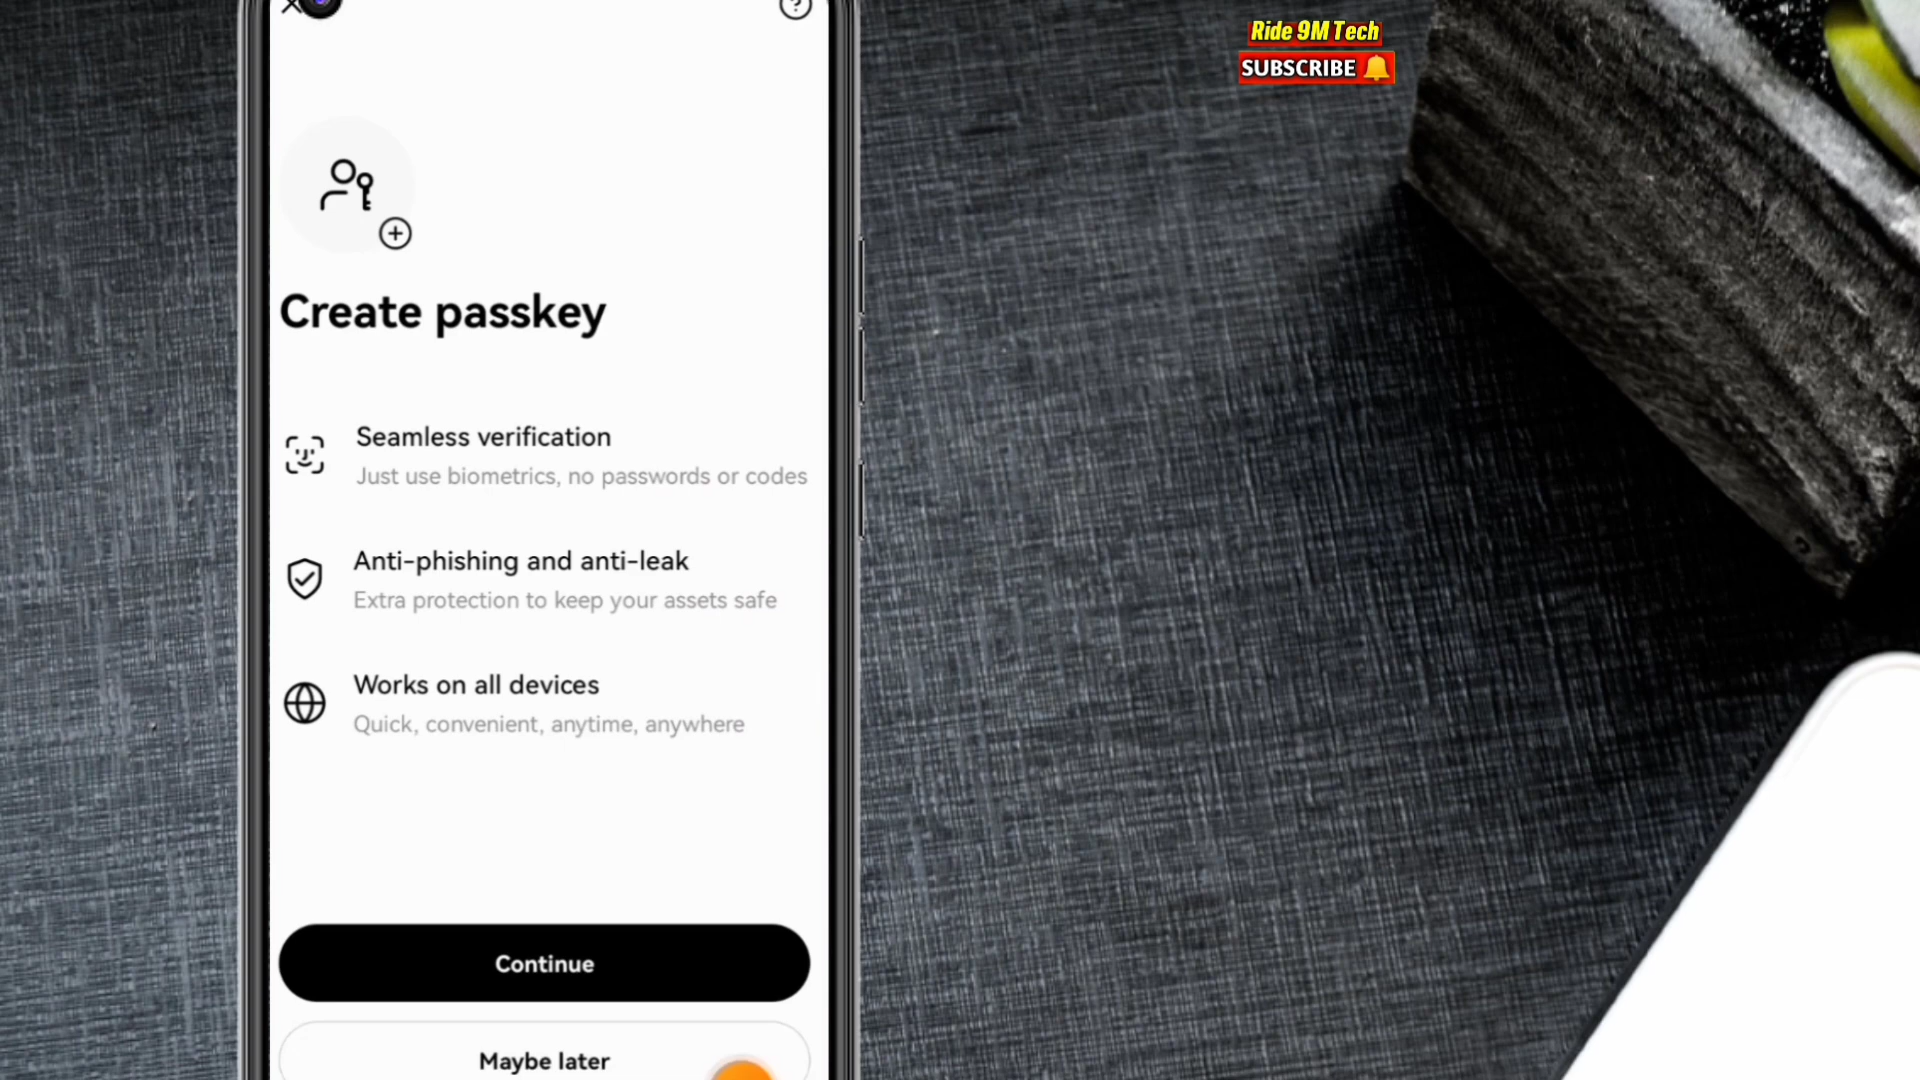 Ride 9M Tech
SUBSCRIBE
Create passkey
Seamless verification
Just use biometrics, no passwords or codes
Anti-phishing and anti-leak
Extra protection to keep your assets safe
Works on all devices
Quick, convenient, anytime, anywhere
Continue
Maybe later